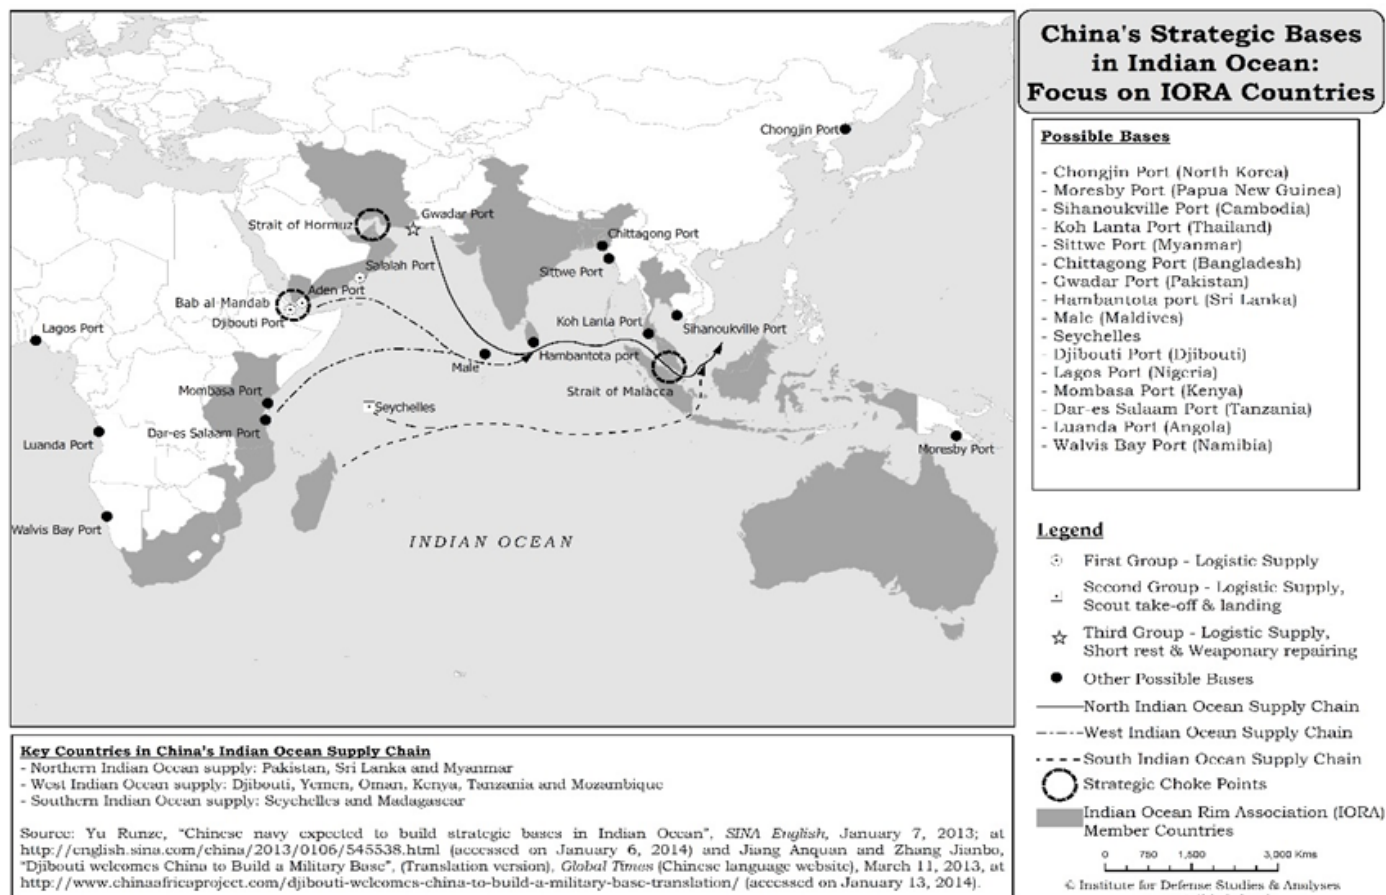 China's Strategic Bases
in Indian Ocean:
Focus on IORA Countries
Possible Bases
- Chongjin Port (North Korea)
- Moresby Port (Papua New Guinea)
- Sihanoukville Port (Cambodia)
- Koh Lanta Port (Thailand)
- Sittwe Port (Myanmar)
- Chittagong Port (Bangladesh)
- Gwadar Port (Pakistan)
- Hambantota port (Sri Lanka)
- Male (Maldives)
- Seychelles
- Djibouti Port (Djibouti)
- Lagos Port (Nigeria)
- Mombasa Port (Kenya)
- Dar-es Salaam Port (Tanzania)
- Luanda Port (Angola)
- Walvis Bay Port (Namibia)
Chongjin Port
Strait of Hormuz
Gwadar Port
Chittagong Port
Salalah Port
Sittwe Port
Aden Port
Bab al Mandab
Djibouti Port
Lagos Port
Koh Lanta Port
Sihanoukville Port
Hambantota port
Male
Strait of Malacca
Mombasa Port
Seychelles
Dar-es Salaam Port
Luanda Port
Moresby Port
Walvis Bay Port
INDIAN OCEAN
Legend
First Group - Logistic Supply
Second Group - Logistic Supply,
Scout take-off & landing
Third Group - Logistic Supply,
Short rest & Weaponary repairing
Other Possible Bases
North Indian Ocean Supply Chain
West Indian Ocean Supply Chain
South Indian Ocean Supply Chain
Strategic Choke Points
Indian Ocean Rim Association (IORA)
Member Countries
0 750 1,500 3,000 Kms
© Institute for Defense Studies & Analyses
Key Countries in China's Indian Ocean Supply Chain
- Northern Indian Ocean supply: Pakistan, Sri Lanka and Myanmar
- West Indian Ocean supply: Djibouti, Yemen, Oman, Kenya, Tanzania and Mozambique
- Southern Indian Ocean supply: Seychelles and Madagascar
Source: Yu Runze, "Chinese navy expected to build strategic bases in Indian Ocean", SINA English, January 7, 2013; at
http://english.sina.com/china/2013/0106/545538.html (accessed on January 6, 2014) and Jiang Anquan and Zhang Jianbo,
"Djibouti welcomes China to Build a Military Base", (Translation version), Global Times (Chinese language website), March 11, 2013, at
http://www.chinaafricaproject.com/djibouti-welcomes-china-to-build-a-military-base-translation/ (accessed on January 13, 2014).